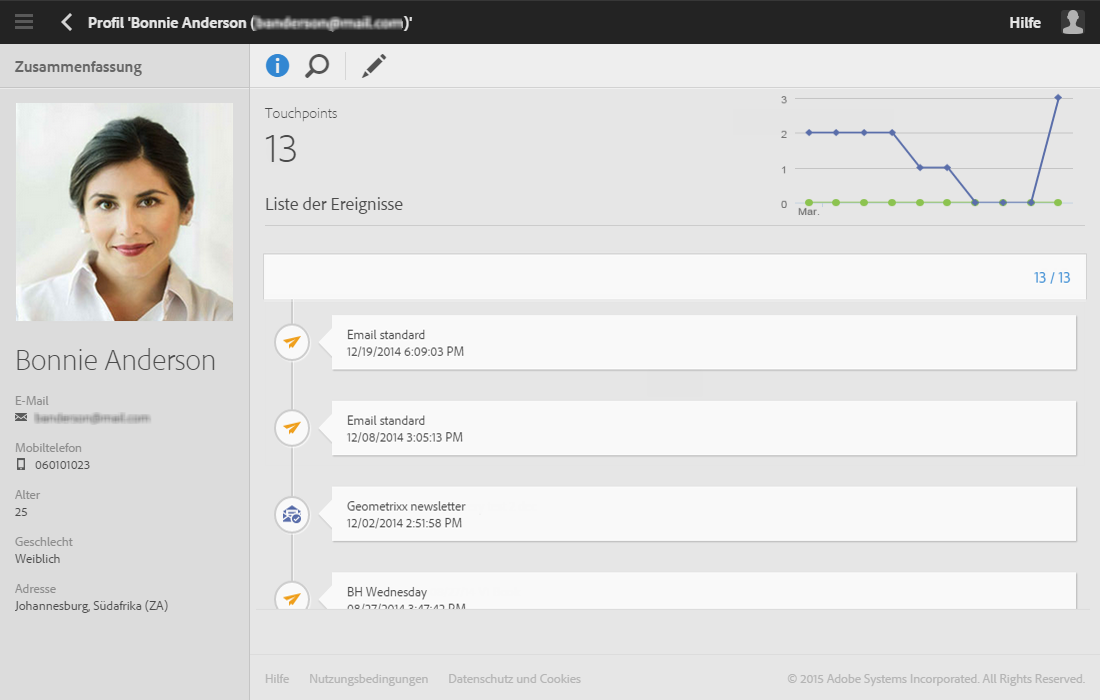 Profil 'Bonnie Anderson ()'
Hilfe
Zusammenfassung
Bonnie Anderson
E-Mail
Mobiltelefon
060101023
Alter
25
Geschlecht
Weiblich
Adresse
Johannesburg, Südafrika (ZA)
Touchpoints
13
Liste der Ereignisse
3
2
1
0
Mar.
13 / 13
Email standard
12/19/2014 6:09:03 PM
Email standard
12/08/2014 3:05:13 PM
Geometrixx newsletter
12/02/2014 2:51:58 PM
BH Wednesday
08/27/2014 3:47:42 PM
Hilfe Nutzungsbedingungen Datenschutz und Cookies © 2015 Adobe Systems Incorporated. All Rights Reserved.